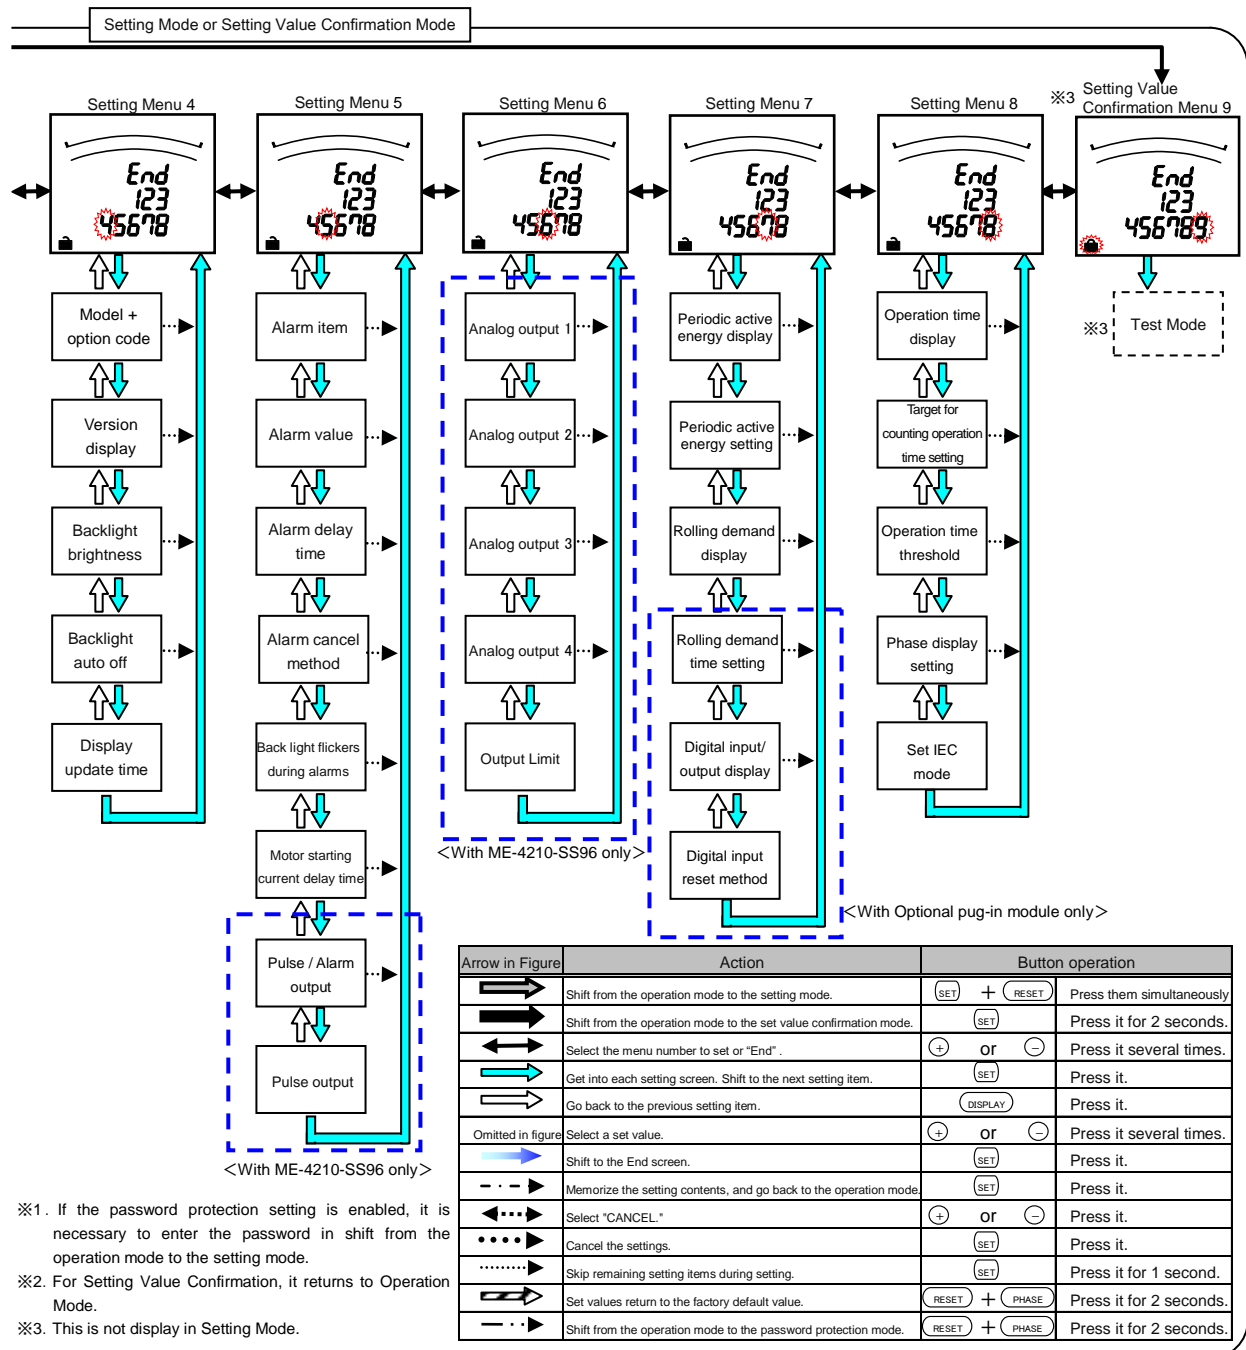 Setting Mode or Setting Value Confirmation Mode
Setting Menu 4
Setting Menu 5
Setting Menu 6
Setting Menu 7
Setting Menu 8
※3 Setting Value
Confirmation Menu 9
End
123
45678
End
123
45678
End
123
45678
End
123
45678
End
123
45678
End
123
456789
Model +
option code
Version
display
Backlight
brightness
Backlight
auto off
Display
update time
Alarm item
Alarm value
Alarm delay
time
Alarm cancel
method
Back light flickers
during alarms
Motor starting
current delay time
Pulse / Alarm
output
Pulse output
<With ME-4210-SS96 only>
Analog output 1
Analog output 2
Analog output 3
Analog output 4
Output Limit
<With ME-4210-SS96 only>
Periodic active
energy display
Periodic active
energy setting
Rolling demand
display
Rolling demand
time setting
Digital input/
output display
Digital input
reset method
<With Optional pug-in module only>
Operation time
display
Target for
counting operation
time setting
Operation time
threshold
Phase display
setting
Set IEC
mode
※3 Test Mode
Arrow in Figure Action Button operation
Shift from the operation mode to the setting mode. SET + RESET Press them simultaneously
Shift from the operation mode to the set value confirmation mode. SET Press it for 2 seconds.
Select the menu number to set or “End” . + or − Press it several times.
Get into each setting screen. Shift to the next setting item. SET Press it.
Go back to the previous setting item. DISPLAY Press it.
Omitted in figure Select a set value. + or − Press it several times.
Shift to the End screen. SET Press it.
Memorize the setting contents, and go back to the operation mode. SET Press it.
Select "CANCEL." + or − Press it.
Cancel the settings. SET Press it.
Skip remaining setting items during setting. SET Press it for 1 second.
Set values return to the factory default value. RESET + PHASE Press it for 2 seconds.
Shift from the operation mode to the password protection mode. RESET + PHASE Press it for 2 seconds.
※1. If the password protection setting is enabled, it is
necessary to enter the password in shift from the
operation mode to the setting mode.
※2. For Setting Value Confirmation, it returns to Operation
Mode.
※3. This is not display in Setting Mode.